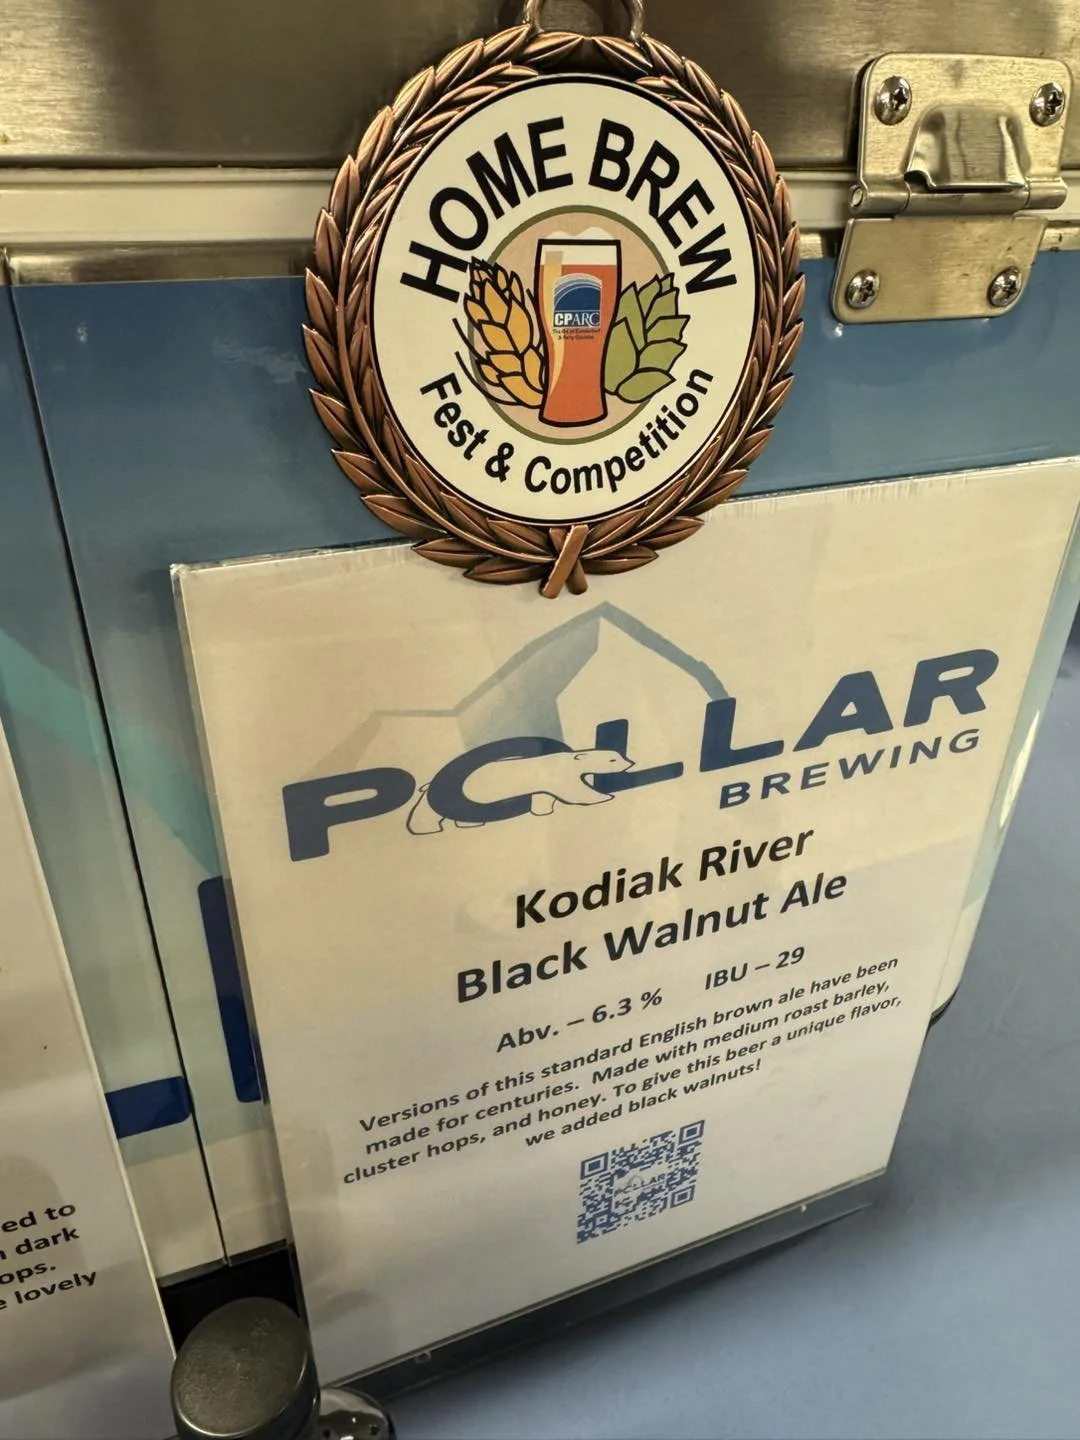 HOME BREW
CPARC
Fest & Competition
POLLAR
BREWING
Kodiak River
Black Walnut Ale
Abv. – 6.3 % IBU – 29
Versions of this standard English brown ale have been
made for centuries. Made with medium roast barley,
cluster hops, and honey. To give this beer a unique flavor,
we added black walnuts!
POLLAR
ed to
dark
ops.
lovely